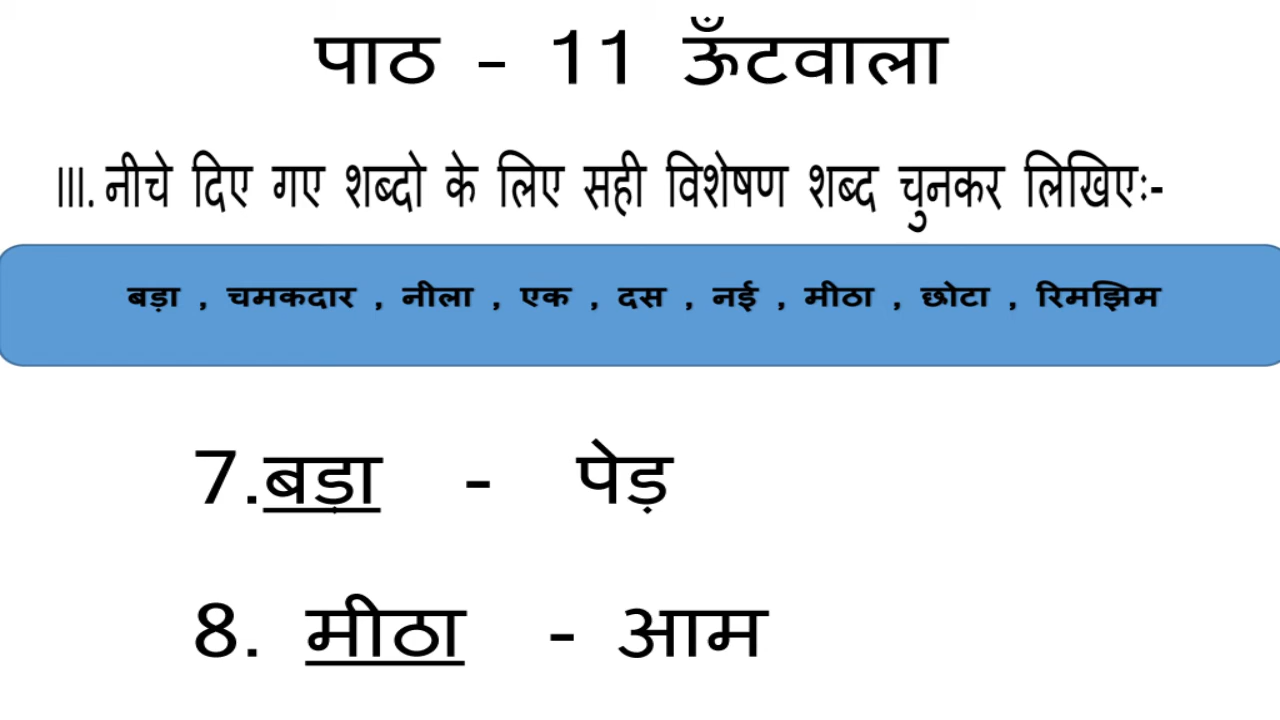 पाठ - 11 ऊँटवाला
III. नीचे दिए गए शब्दो के लिए सही विशेषण शब्द चुनकर लिखिएः-
बड़ा , चमकदार , नीला , एक , दस , नई , मीठा , छोटा , रिमझिम
7.बड़ा - पेड़
8. मीठा - आम